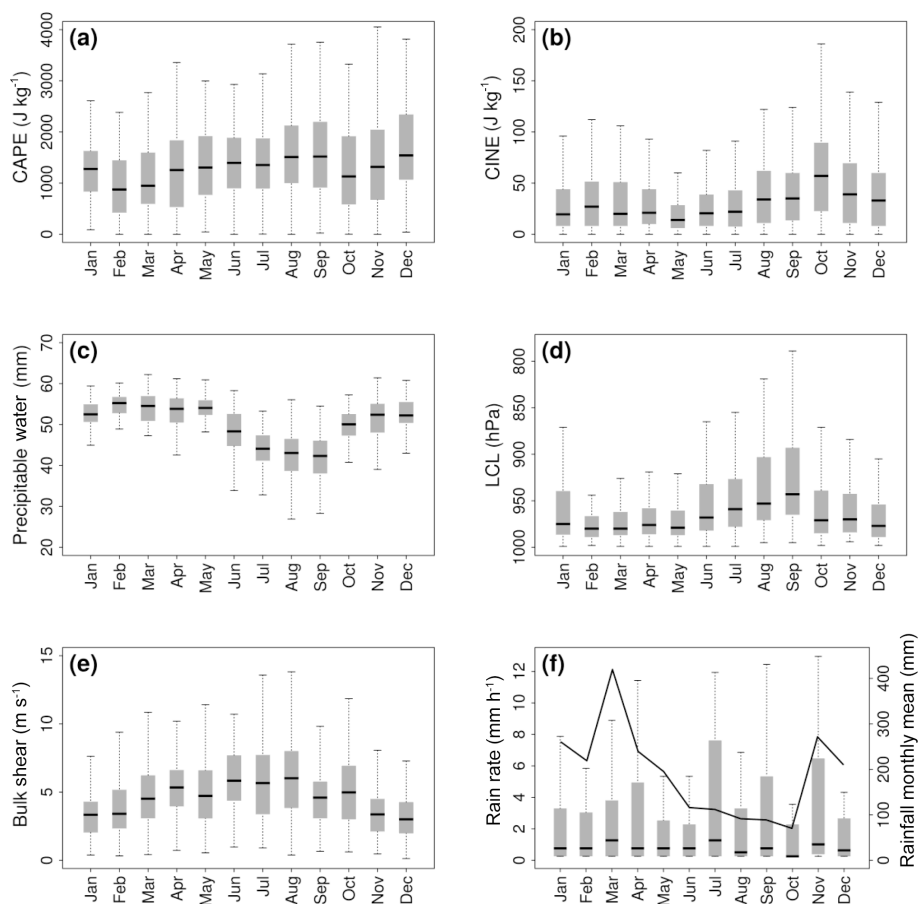 (a)
CAPE (J kg⁻¹)
0 1000 2000 3000 4000
Jan Feb Mar Apr May Jun Jul Aug Sep Oct Nov Dec
(b)
CINE (J kg⁻¹)
0 50 100 150 200
Jan Feb Mar Apr May Jun Jul Aug Sep Oct Nov Dec
(c)
Precipitable water (mm)
20 30 40 50 60 70
Jan Feb Mar Apr May Jun Jul Aug Sep Oct Nov Dec
(d)
LCL (hPa)
1000 950 900 850 800
Jan Feb Mar Apr May Jun Jul Aug Sep Oct Nov Dec
(e)
Bulk shear (m s⁻¹)
0 5 10 15
Jan Feb Mar Apr May Jun Jul Aug Sep Oct Nov Dec
(f)
Rain rate (mm h⁻¹)
0 2 4 6 8 10 12
Jan Feb Mar Apr May Jun Jul Aug Sep Oct Nov Dec
0 100 200 300 400
Rainfall monthly mean (mm)